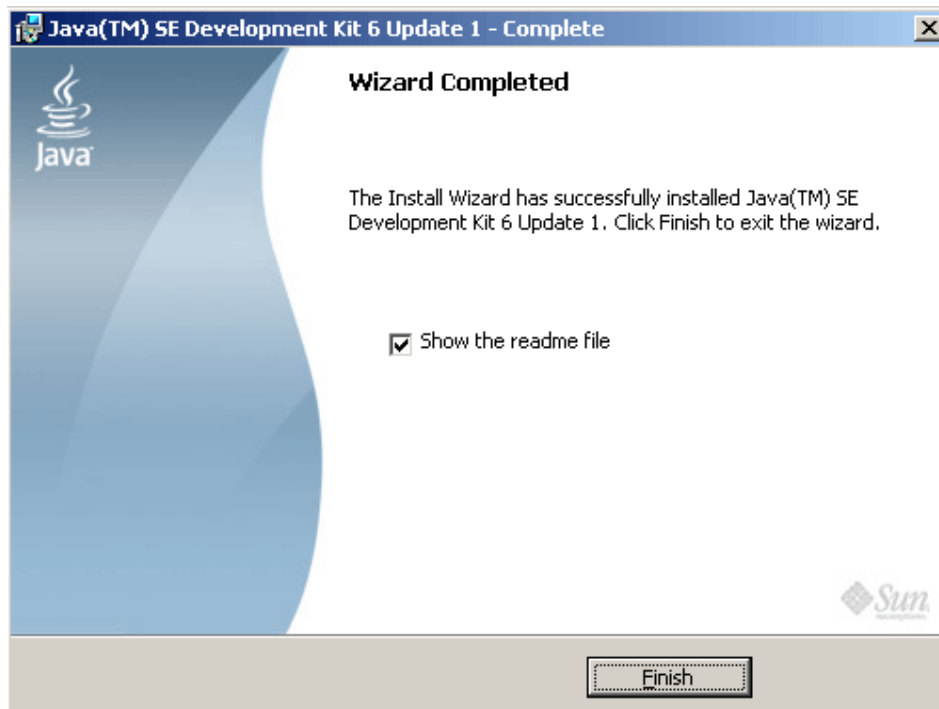 Java(TM) SE Development Kit 6 Update 1 - Complete
Java
Wizard Completed
The Install Wizard has successfully installed Java(TM) SE
Development Kit 6 Update 1. Click Finish to exit the wizard.
Show the readme file
Sun
Finish